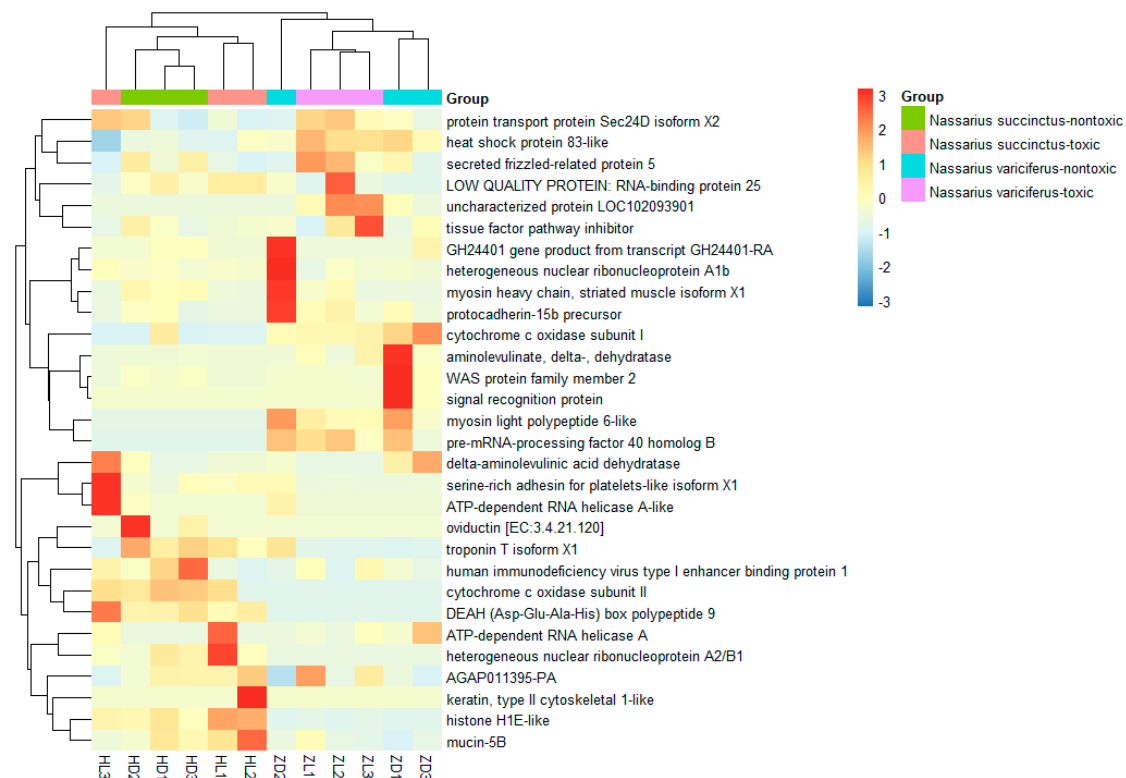 Group
protein transport protein Sec24D isoform X2
heat shock protein 83-like
secreted frizzled-related protein 5
LOW QUALITY PROTEIN: RNA-binding protein 25
uncharacterized protein LOC102093901
tissue factor pathway inhibitor
GH24401 gene product from transcript GH24401-RA
heterogeneous nuclear ribonucleoprotein A1b
myosin heavy chain, striated muscle isoform X1
protocadherin-15b precursor
cytochrome c oxidase subunit I
aminolevulinate, delta-, dehydratase
WAS protein family member 2
signal recognition protein
myosin light polypeptide 6-like
pre-mRNA-processing factor 40 homolog B
delta-aminolevulinic acid dehydratase
serine-rich adhesin for platelets-like isoform X1
ATP-dependent RNA helicase A-like
oviductin [EC:3.4.21.120]
troponin T isoform X1
human immunodeficiency virus type I enhancer binding protein 1
cytochrome c oxidase subunit II
DEAH (Asp-Glu-Ala-His) box polypeptide 9
ATP-dependent RNA helicase A
heterogeneous nuclear ribonucleoprotein A2/B1
AGAP011395-PA
keratin, type II cytoskeletal 1-like
histone H1E-like
mucin-5B
HL3 HD2 HD1 HD3 HL1 HL2 ZD2 ZL1 ZL2 ZL3 ZD1 ZD3
3
2
1
0
-1
-2
-3
Group
Nassarius succinctus-nontoxic
Nassarius succinctus-toxic
Nassarius variciferus-nontoxic
Nassarius variciferus-toxic